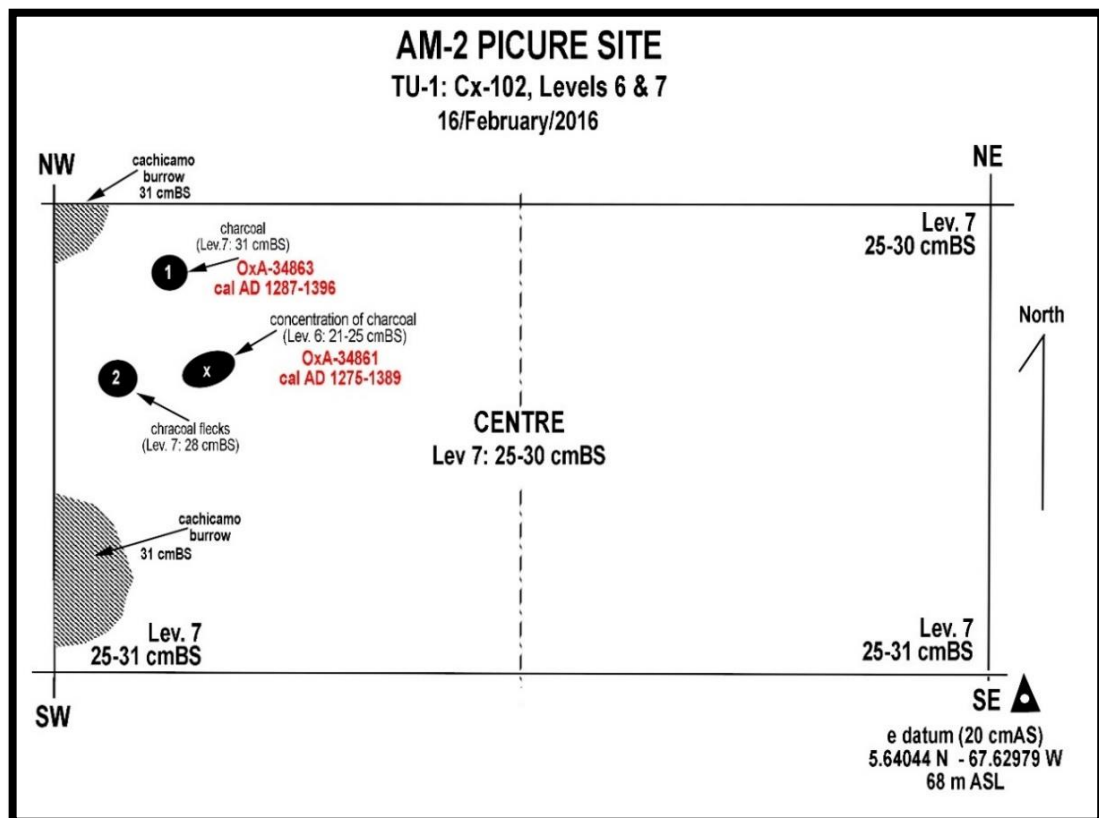 AM-2 PICURE SITE
TU-1: Cx-102, Levels 6 & 7
16/February/2016
NW
cachicamo
burrow
31 cmBS
NE
charcoal
(Lev.7: 31 cmBS)
OxA-34863
cal AD 1287-1396
1
Lev. 7
25-30 cmBS
North
concentration of charcoal
(Lev. 6: 21-25 cmBS)
OxA-34861
cal AD 1275-1389
x
2
chracoal flecks
(Lev. 7: 28 cmBS)
CENTRE
Lev 7: 25-30 cmBS
cachicamo
burrow
31 cmBS
Lev. 7
25-31 cmBS
Lev. 7
25-31 cmBS
SW
SE
e datum (20 cmAS)
5.64044 N - 67.62979 W
68 m ASL